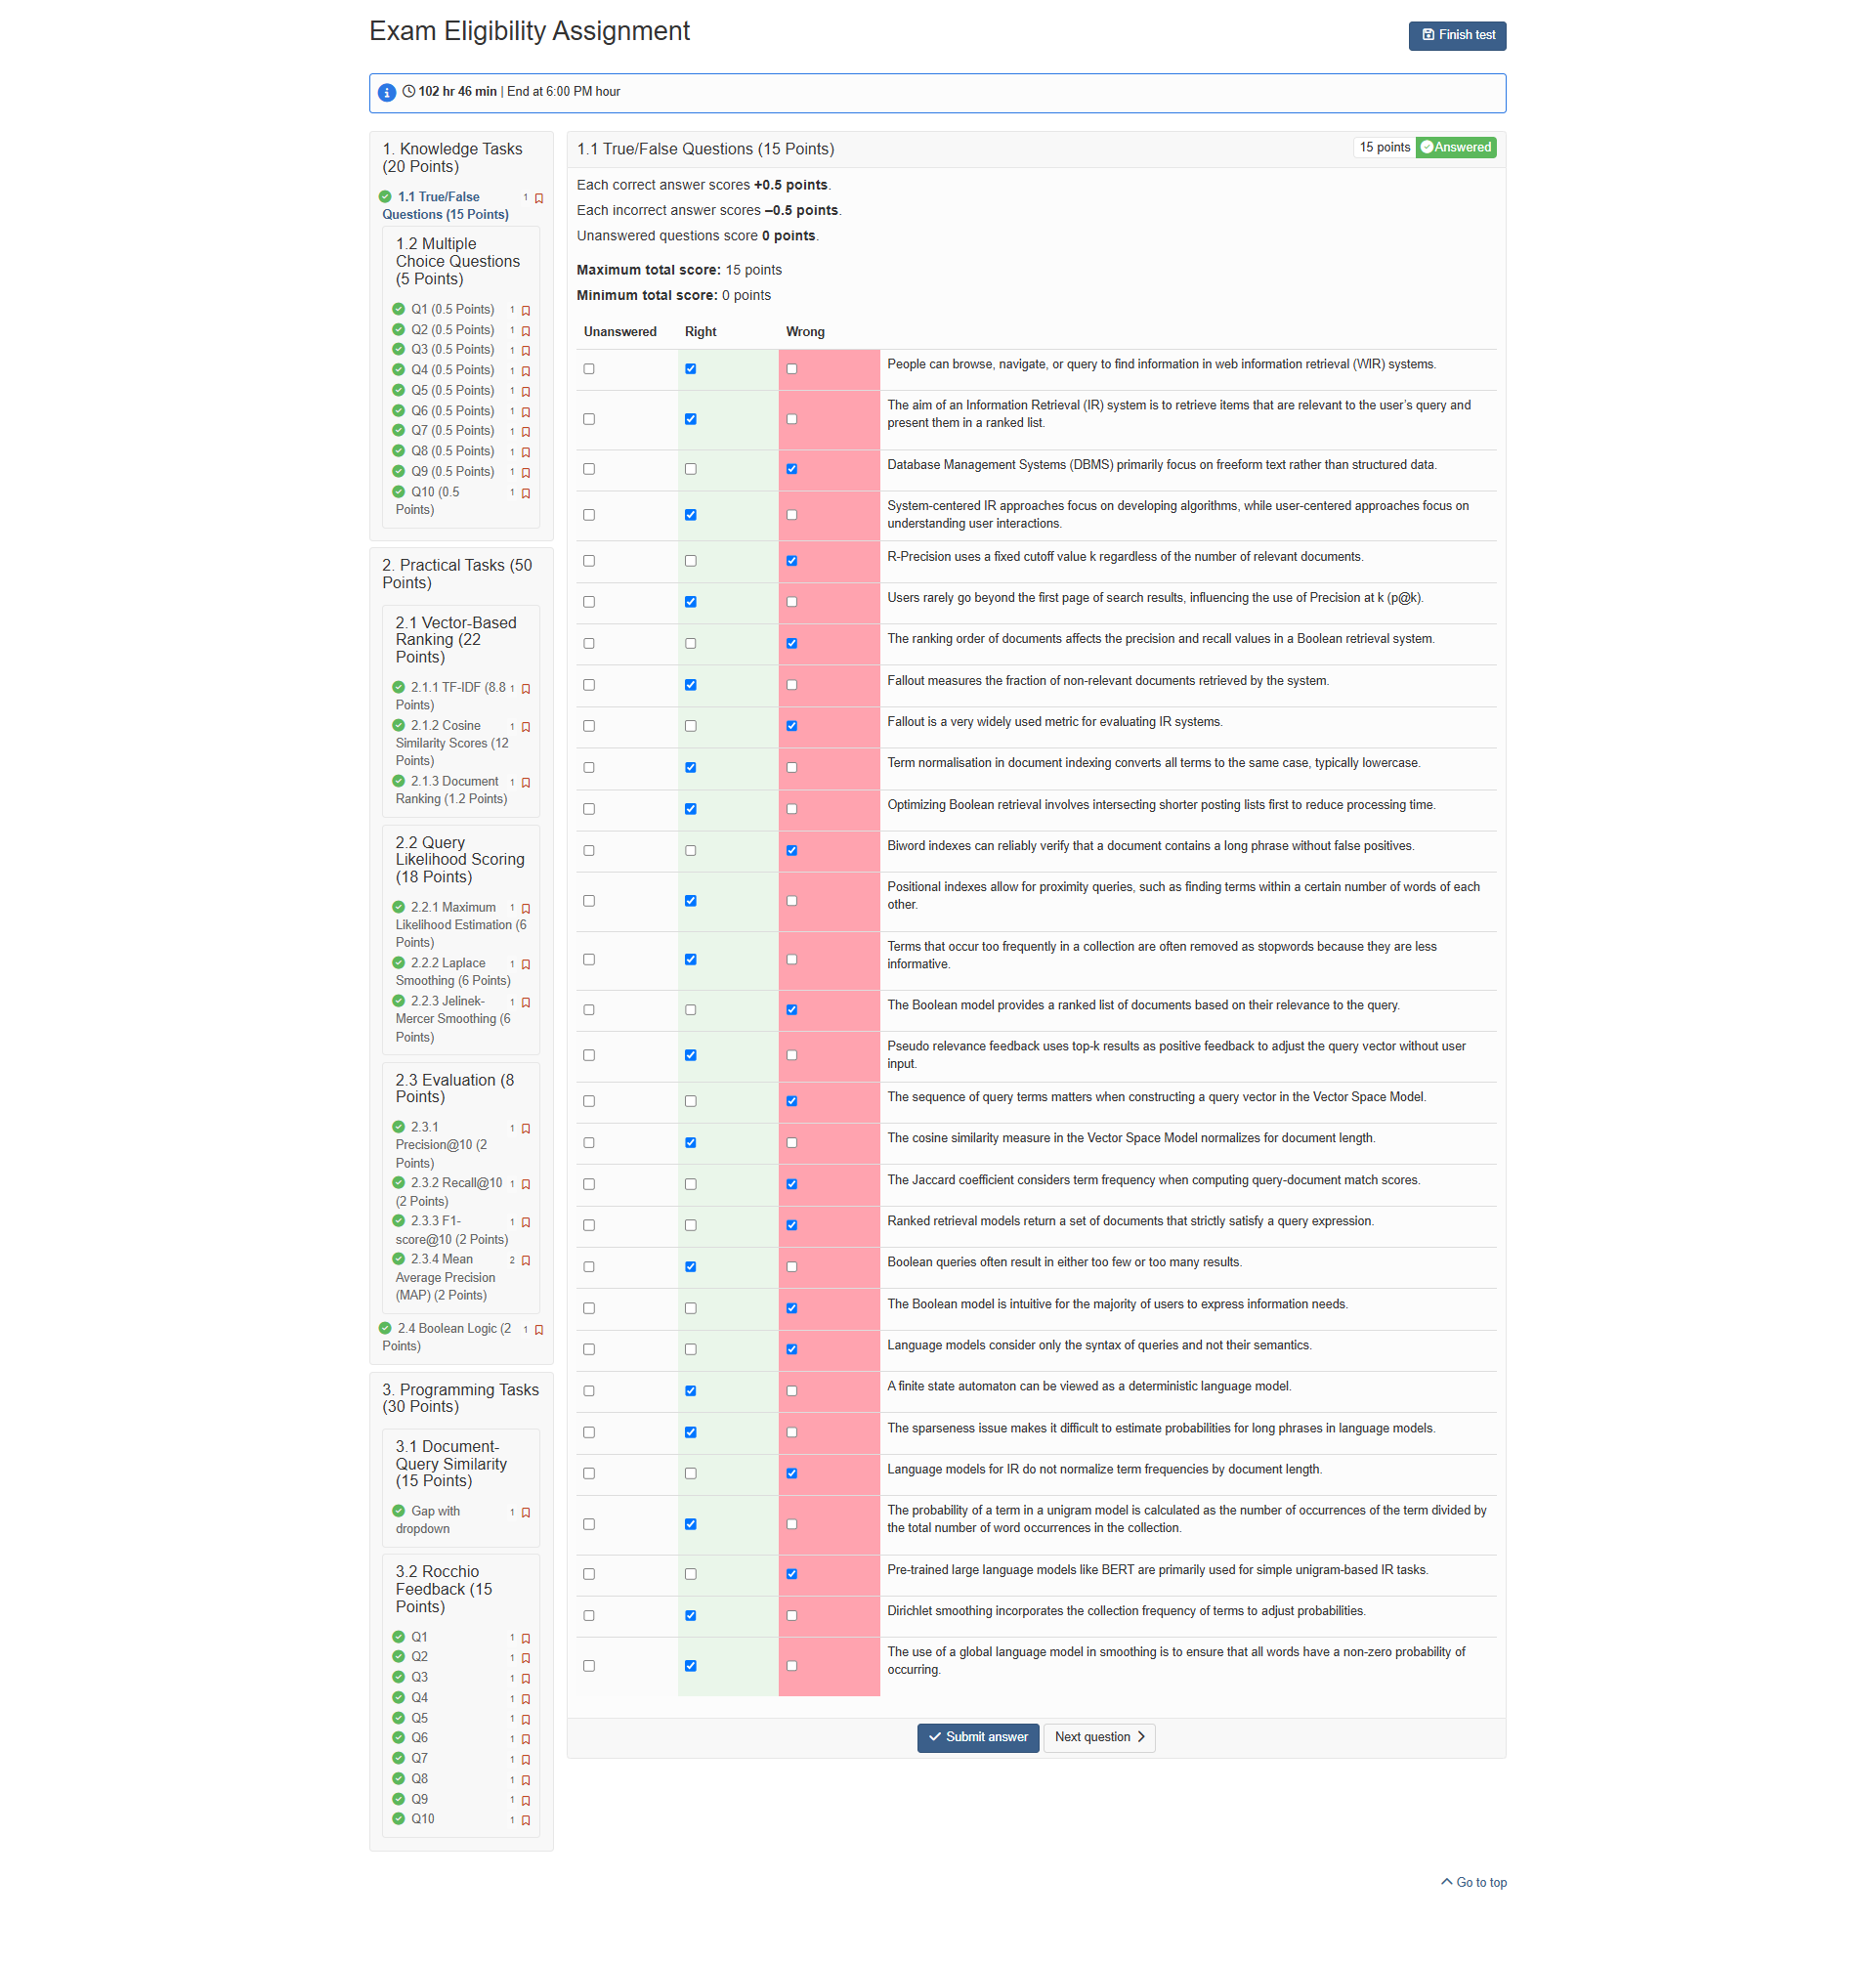 Exam Eligibility Assignment
Finish test
102 hr 46 min | End at 6:00 PM hour
1. Knowledge Tasks
(20 Points)
1.1 True/False
1
Questions (15 Points)
1.2 Multiple
Choice Questions
(5 Points)
Q1 (0.5 Points) 1
Q2 (0.5 Points) 1
Q3 (0.5 Points) 1
Q4 (0.5 Points) 1
Q5 (0.5 Points) 1
Q6 (0.5 Points) 1
Q7 (0.5 Points) 1
Q8 (0.5 Points) 1
Q9 (0.5 Points) 1
Q10 (0.5 1
Points)
2. Practical Tasks (50
Points)
2.1 Vector-Based
Ranking (22
Points)
2.1.1 TF-IDF (8.8 1
Points)
2.1.2 Cosine 1
Similarity Scores (12
Points)
2.1.3 Document 1
Ranking (1.2 Points)
2.2 Query
Likelihood Scoring
(18 Points)
2.2.1 Maximum 1
Likelihood Estimation (6
Points)
2.2.2 Laplace 1
Smoothing (6 Points)
2.2.3 Jelinek- 1
Mercer Smoothing (6
Points)
2.3 Evaluation (8
Points)
2.3.1 1
Precision@10 (2
Points)
2.3.2 Recall@10 1
(2 Points)
2.3.3 F1- 1
score@10 (2 Points)
2.3.4 Mean 2
Average Precision
(MAP) (2 Points)
2.4 Boolean Logic (2 1
Points)
3. Programming Tasks
(30 Points)
3.1 Document-
Query Similarity
(15 Points)
Gap with 1
dropdown
3.2 Rocchio
Feedback (15
Points)
Q1 1
Q2 1
Q3 1
Q4 1
Q5 1
Q6 1
Q7 1
Q8 1
Q9 1
Q10 1
1.1 True/False Questions (15 Points)
15 points Answered
Each correct answer scores +0.5 points.
Each incorrect answer scores –0.5 points.
Unanswered questions score 0 points.
Maximum total score: 15 points
Minimum total score: 0 points
Unanswered Right Wrong
People can browse, navigate, or query to find information in web information retrieval (WIR) systems.
The aim of an Information Retrieval (IR) system is to retrieve items that are relevant to the user’s query and
present them in a ranked list.
Database Management Systems (DBMS) primarily focus on freeform text rather than structured data.
System-centered IR approaches focus on developing algorithms, while user-centered approaches focus on
understanding user interactions.
R-Precision uses a fixed cutoff value k regardless of the number of relevant documents.
Users rarely go beyond the first page of search results, influencing the use of Precision at k (p@k).
The ranking order of documents affects the precision and recall values in a Boolean retrieval system.
Fallout measures the fraction of non-relevant documents retrieved by the system.
Fallout is a very widely used metric for evaluating IR systems.
Term normalisation in document indexing converts all terms to the same case, typically lowercase.
Optimizing Boolean retrieval involves intersecting shorter posting lists first to reduce processing time.
Biword indexes can reliably verify that a document contains a long phrase without false positives.
Positional indexes allow for proximity queries, such as finding terms within a certain number of words of each
other.
Terms that occur too frequently in a collection are often removed as stopwords because they are less
informative.
The Boolean model provides a ranked list of documents based on their relevance to the query.
Pseudo relevance feedback uses top-k results as positive feedback to adjust the query vector without user
input.
The sequence of query terms matters when constructing a query vector in the Vector Space Model.
The cosine similarity measure in the Vector Space Model normalizes for document length.
The Jaccard coefficient considers term frequency when computing query-document match scores.
Ranked retrieval models return a set of documents that strictly satisfy a query expression.
Boolean queries often result in either too few or too many results.
The Boolean model is intuitive for the majority of users to express information needs.
Language models consider only the syntax of queries and not their semantics.
A finite state automaton can be viewed as a deterministic language model.
The sparseness issue makes it difficult to estimate probabilities for long phrases in language models.
Language models for IR do not normalize term frequencies by document length.
The probability of a term in a unigram model is calculated as the number of occurrences of the term divided by
the total number of word occurrences in the collection.
Pre-trained large language models like BERT are primarily used for simple unigram-based IR tasks.
Dirichlet smoothing incorporates the collection frequency of terms to adjust probabilities.
The use of a global language model in smoothing is to ensure that all words have a non-zero probability of
occurring.
Submit answer
Next question
Go to top